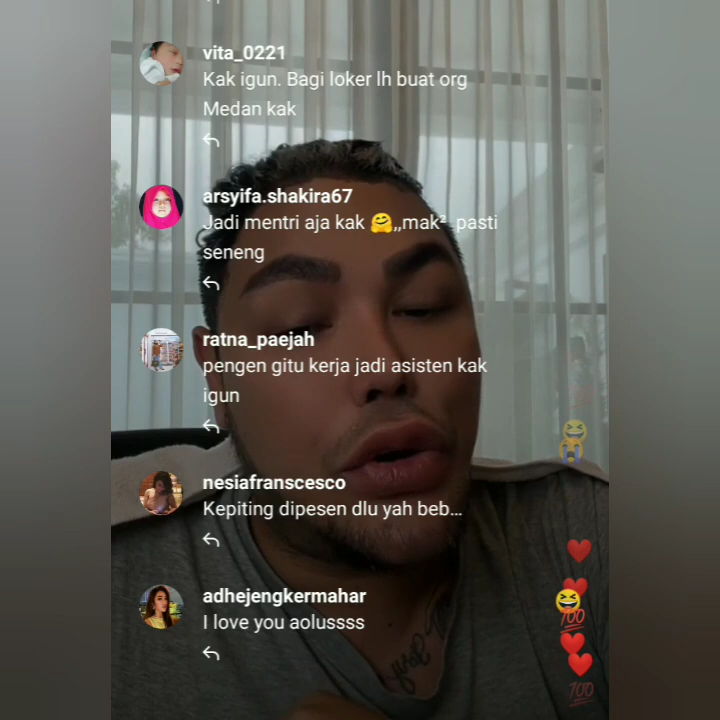 vita_0221
Kak igun. Bagi loker lh buat org
Medan kak
arsyifa.shakira67
Jadi mentri aja kak 🤗,,mak² pasti
seneng
ratna_paejah
pengen gitu kerja jadi asisten kak
igun
nesiafranscesco
Kepiting dipesen dlu yah beb...
adhejengkermahar
I love you aolussss
💯
💯